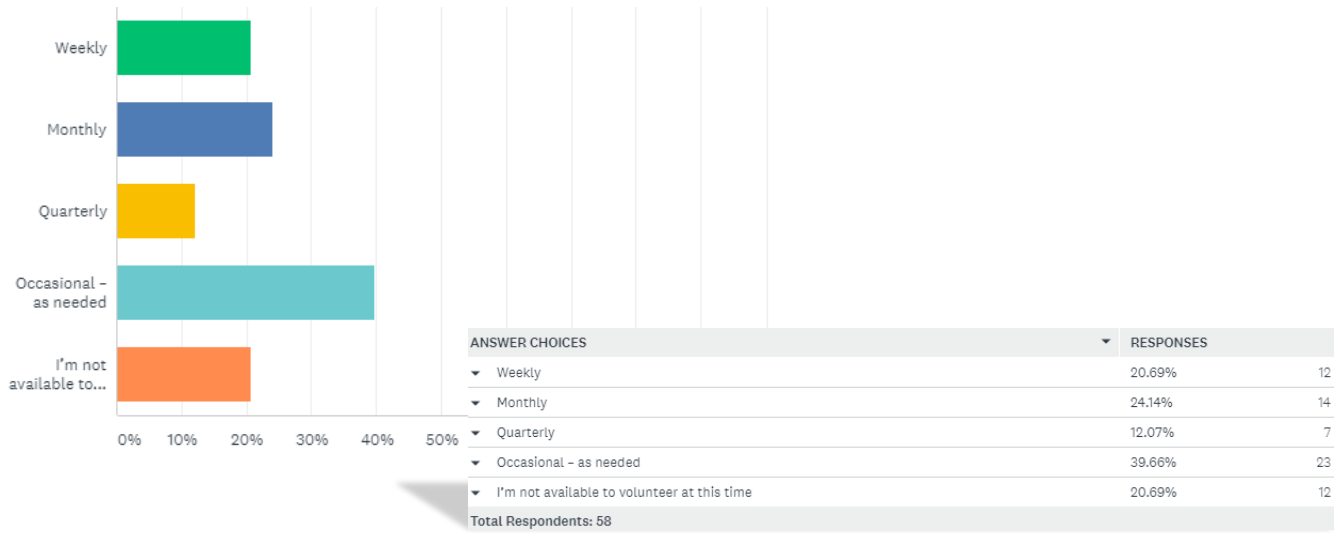 Weekly
Monthly
Quarterly
Occasional –
as needed
I'm not
available to...
0% 10% 20% 30% 40% 50%
ANSWER CHOICES RESPONSES
Weekly 20.69% 12
Monthly 24.14% 14
Quarterly 12.07% 7
Occasional – as needed 39.66% 23
I'm not available to volunteer at this time 20.69% 12
Total Respondents: 58